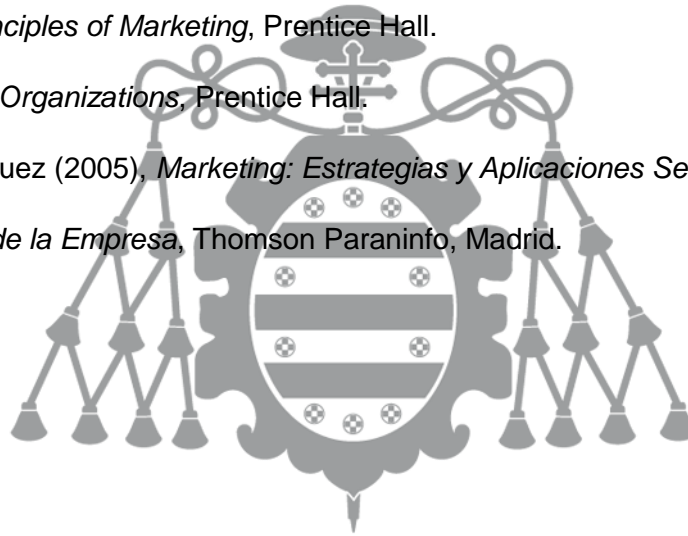 nciples of Marketing, Prentice Hall.
Organizations, Prentice Hall.
uez (2005), Marketing: Estrategias y Aplicaciones Se
de la Empresa, Thomson Paraninfo, Madrid.